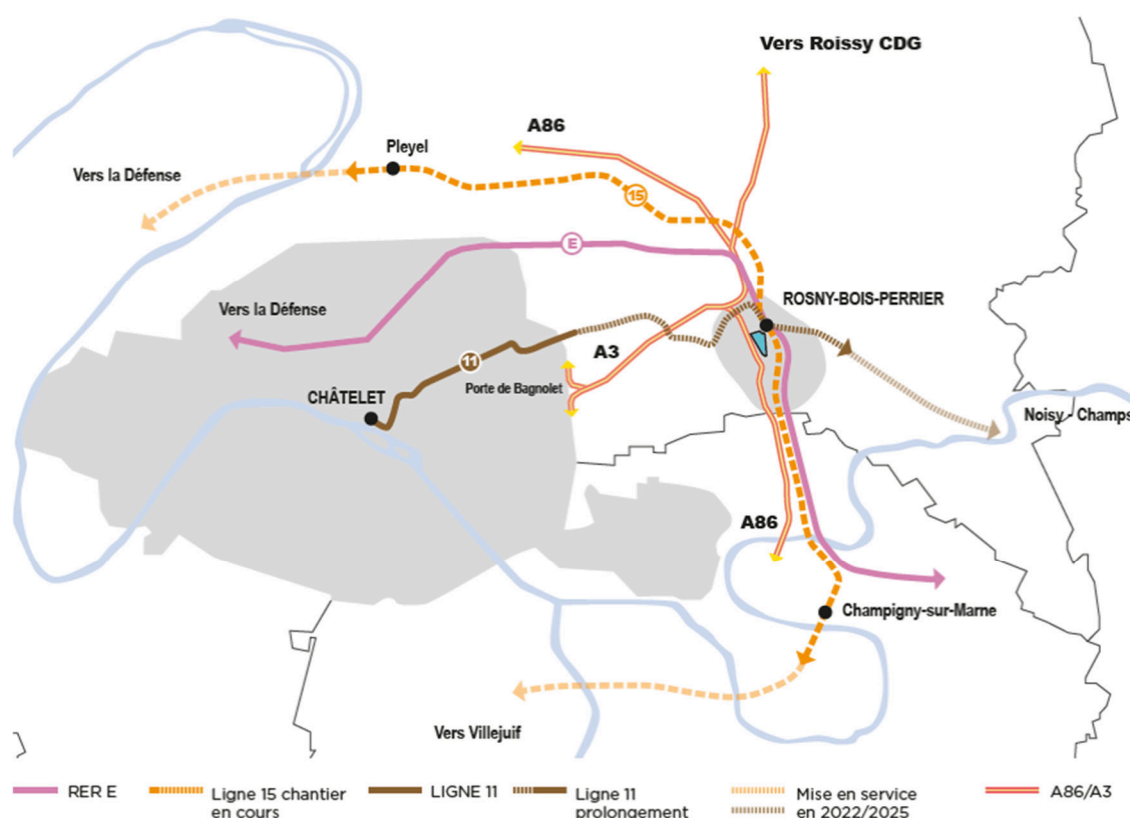 Vers Roissy CDG
A86
Pleyel
Vers la Défense
15
E
ROSNY-BOIS-PERRIER
Vers la Défense
A3
11
Porte de Bagnolet
CHÂTELET
Noisy - Champs
A86
Champigny-sur-Marne
Vers Villejuif
RER E
Ligne 15 chantier
en cours
LIGNE 11
Ligne 11
prolongement
Mise en service
en 2022/2025
A86/A3